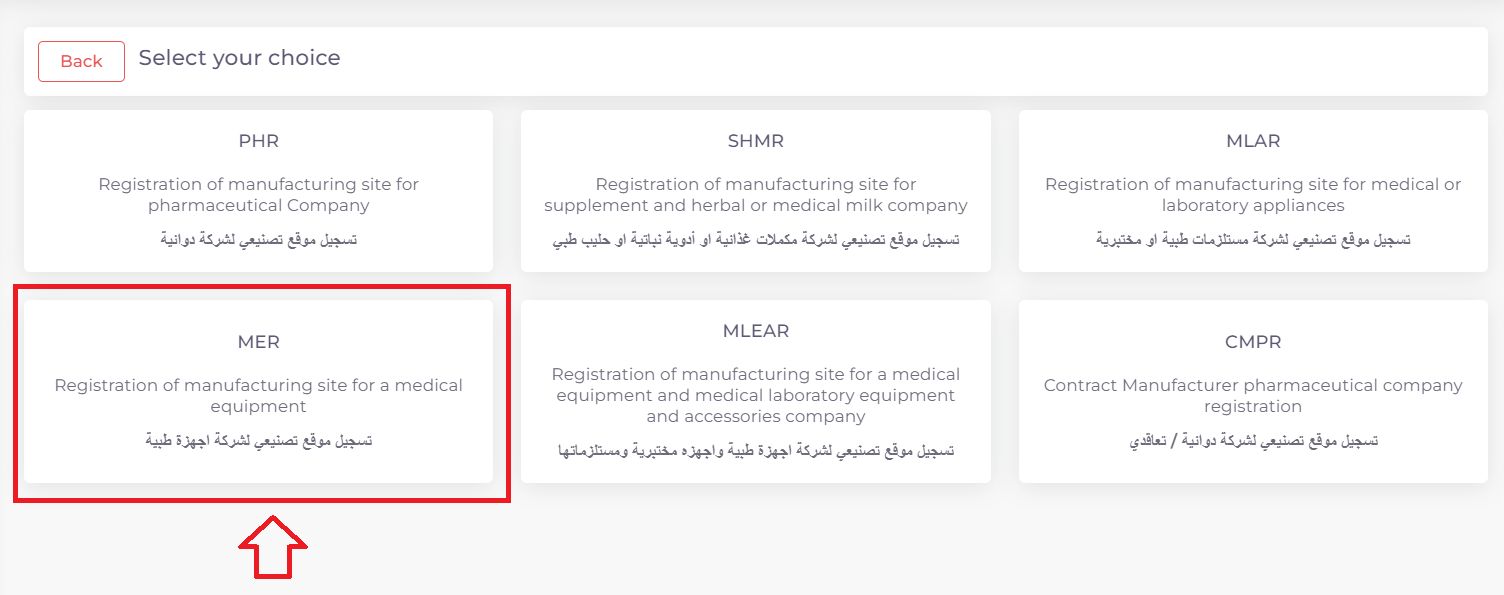 Back
Select your choice
PHR
Registration of manufacturing site for
pharmaceutical Company
تسجيل موقع تصنيعي لشركة دوائية
SHMR
Registration of manufacturing site for
supplement and herbal or medical milk company
تسجيل موقع تصنيعي لشركة مكملات غذائية او أدوية نباتية او حليب طبي
MLAR
Registration of manufacturing site for medical or
laboratory appliances
تسجيل موقع تصنيعي لشركة مستلزمات طبية او مختبرية
MER
Registration of manufacturing site for a medical
equipment
تسجيل موقع تصنيعي لشركة اجهزة طبية
MLEAR
Registration of manufacturing site for a medical
equipment and medical laboratory equipment
and accessories company
تسجيل موقع تصنيعي لشركة اجهزة طبية واجهزه مختبرية ومستلزماتها
CMPR
Contract Manufacturer pharmaceutical company
registration
تسجيل موقع تصنيعي لشركة دوائية / تعاقدي